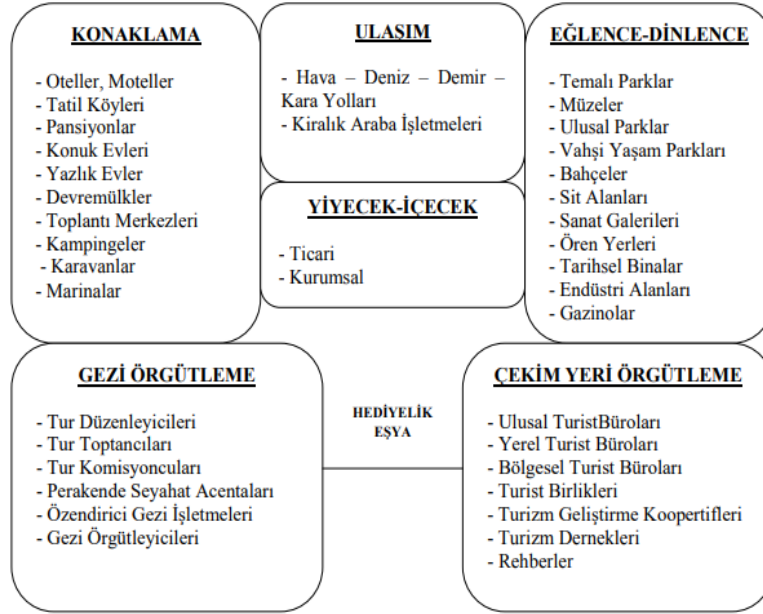 KONAKLAMA
- Oteller, Moteller
- Tatil Köyleri
- Pansiyonlar
- Konuk Evleri
- Yazlık Evler
- Devremülkler
- Toplantı Merkezleri
- Kampingeler
- Karavanlar
- Marinalar
ULAŞIM
- Hava – Deniz – Demir –
Kara Yolları
- Kiralık Araba İşletmeleri
YİYECEK-İÇECEK
- Ticari
- Kurumsal
EĞLENCE-DİNLENCE
- Temalı Parklar
- Müzeler
- Ulusal Parklar
- Vahşi Yaşam Parkları
- Bahçeler
- Sit Alanları
- Sanat Galerileri
- Ören Yerleri
- Tarihsel Binalar
- Endüstri Alanları
- Gazinolar
GEZİ ÖRGÜTLEME
- Tur Düzenleyicileri
- Tur Toptancıları
- Tur Komisyoncuları
- Perakende Seyahat Acentaları
- Özendirici Gezi İşletmeleri
- Gezi Örgütleyicileri
HEDİYELİK
EŞYA
ÇEKİM YERİ ÖRGÜTLEME
- Ulusal TuristBüroları
- Yerel Turist Büroları
- Bölgesel Turist Büroları
- Turist Birlikleri
- Turizm Geliştirme Koopertifleri
- Turizm Dernekleri
- Rehberler